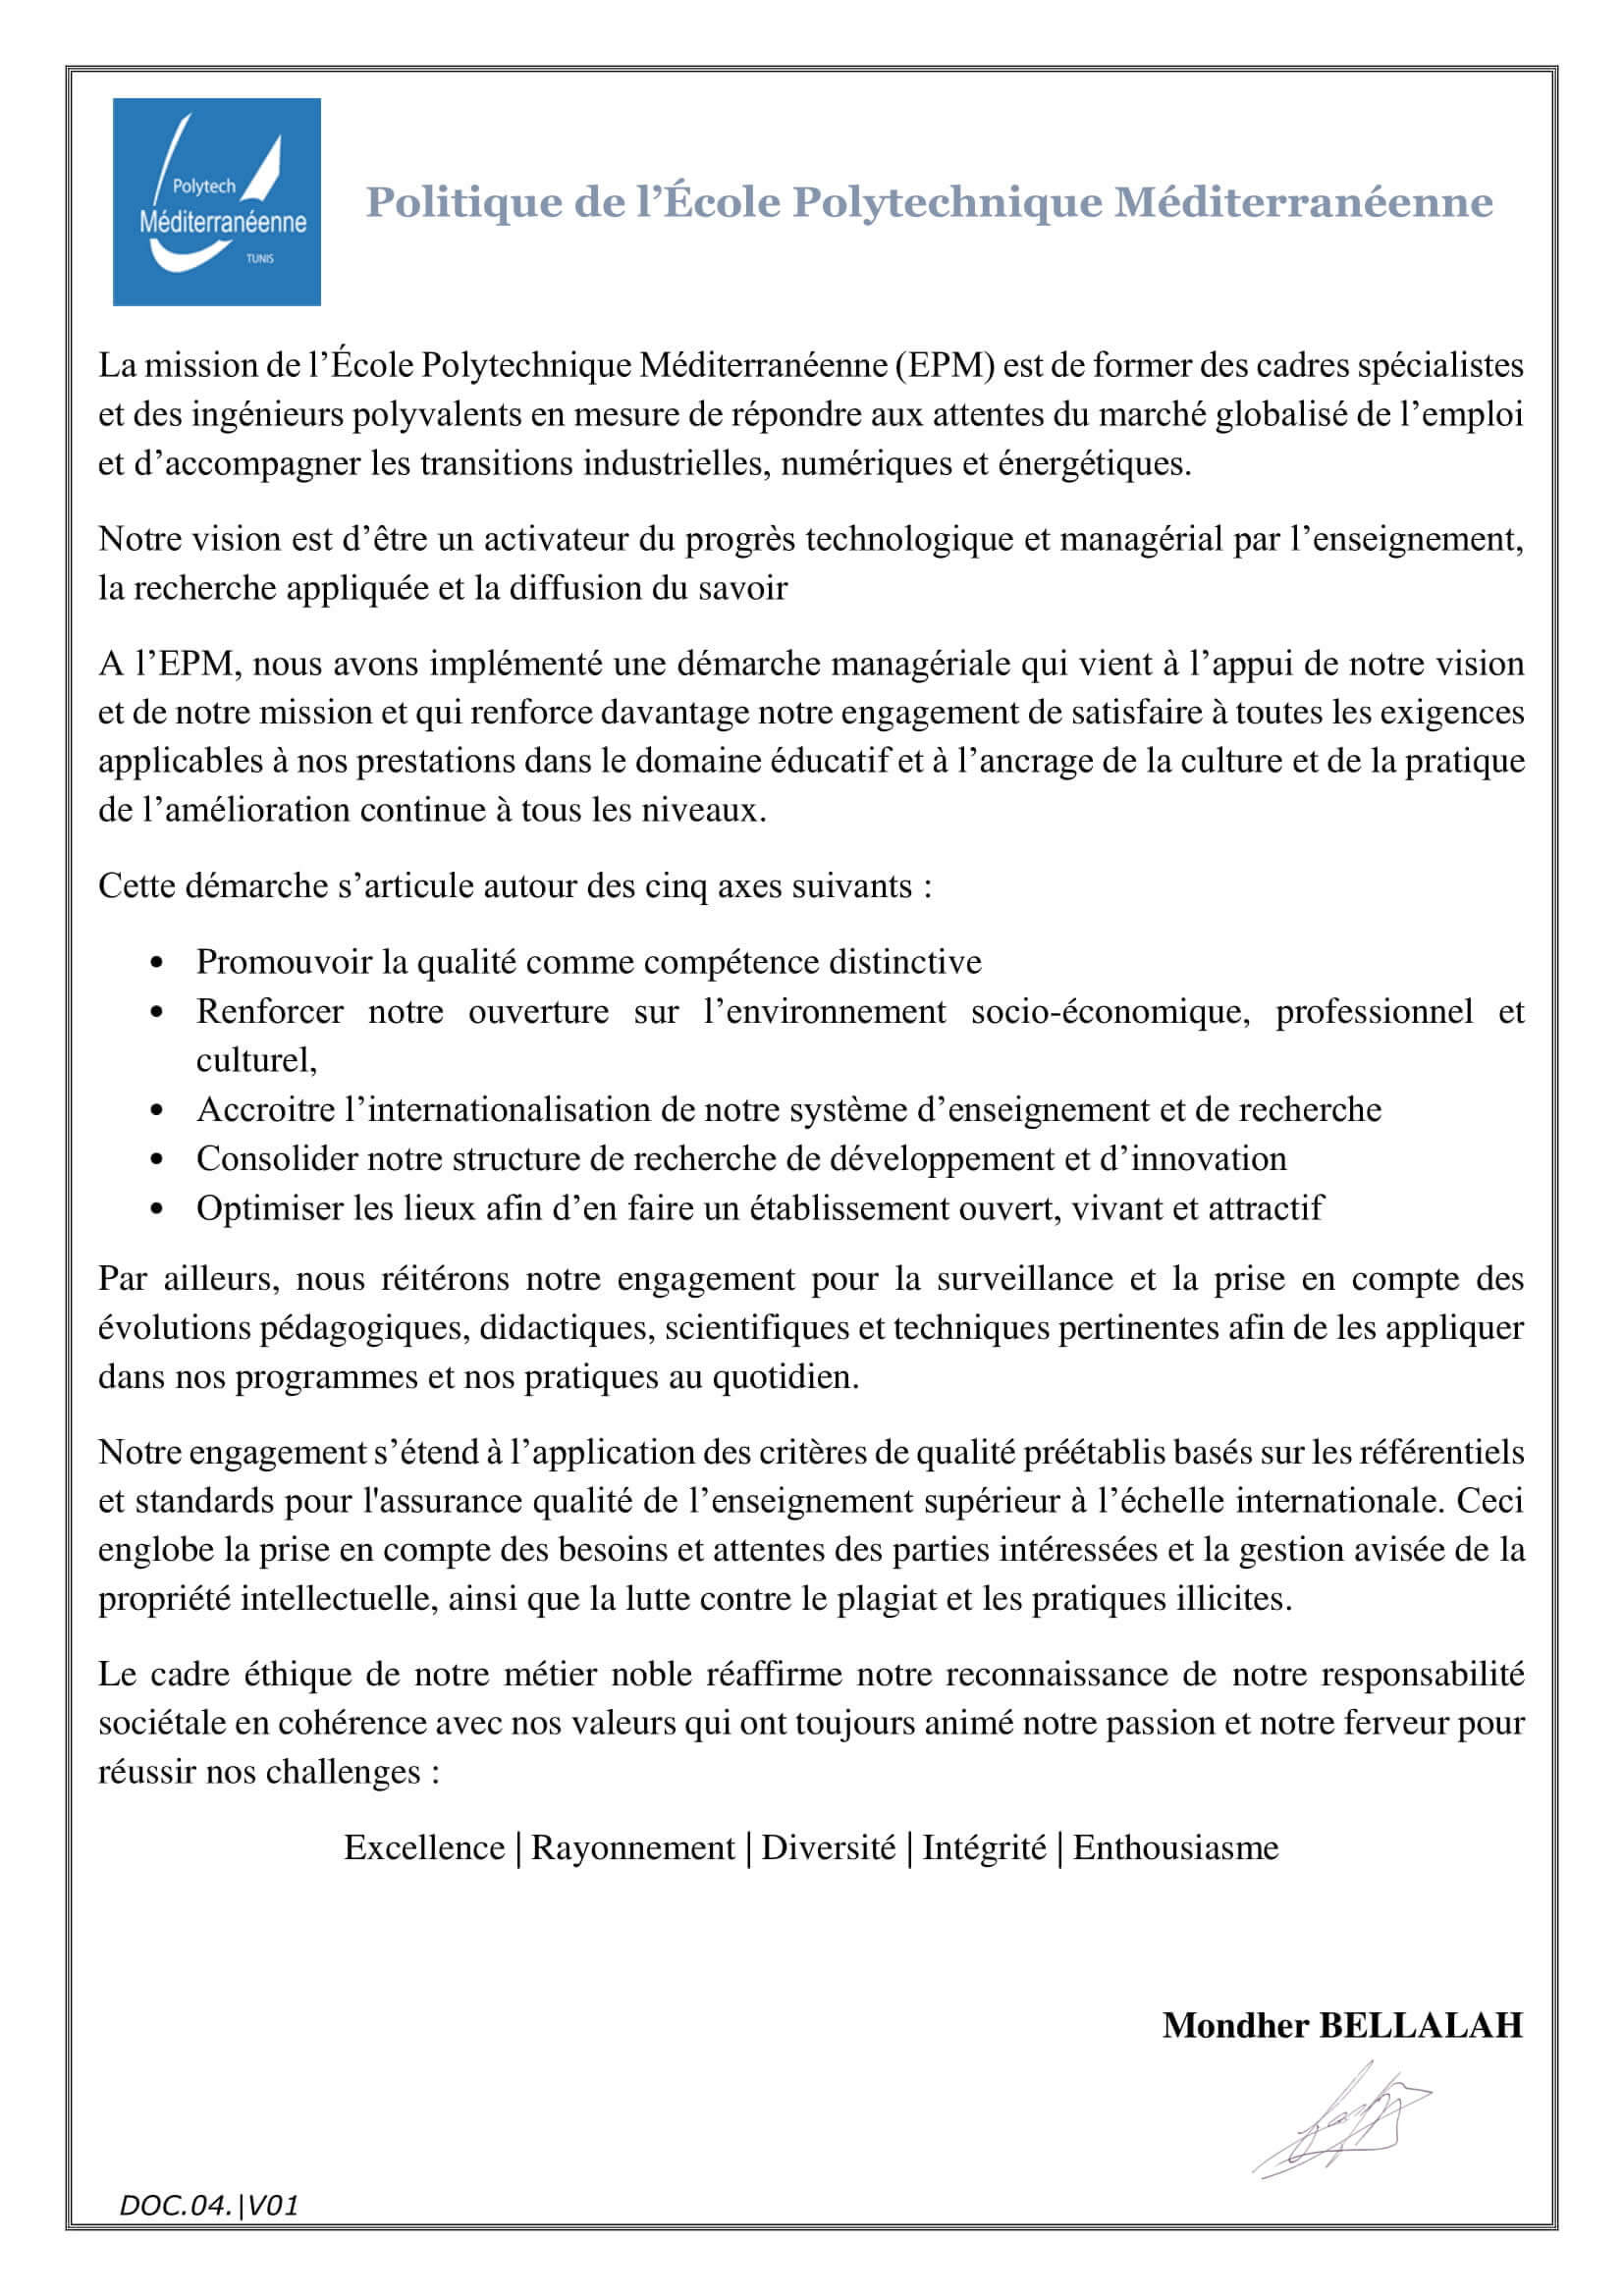 Polytech
Méditerranéenne
TUNIS
Politique de l’École Polytechnique Méditerranéenne
La mission de l’École Polytechnique Méditerranéenne (EPM) est de former des cadres spécialistes
et des ingénieurs polyvalents en mesure de répondre aux attentes du marché globalisé de l’emploi
et d’accompagner les transitions industrielles, numériques et énergétiques.
Notre vision est d’être un activateur du progrès technologique et managérial par l’enseignement,
la recherche appliquée et la diffusion du savoir
A l’EPM, nous avons implémenté une démarche managériale qui vient à l’appui de notre vision
et de notre mission et qui renforce davantage notre engagement de satisfaire à toutes les exigences
applicables à nos prestations dans le domaine éducatif et à l’ancrage de la culture et de la pratique
de l’amélioration continue à tous les niveaux.
Cette démarche s’articule autour des cinq axes suivants :
• Promouvoir la qualité comme compétence distinctive
• Renforcer notre ouverture sur l’environnement socio-économique, professionnel et
culturel,
• Accroitre l’internationalisation de notre système d’enseignement et de recherche
• Consolider notre structure de recherche de développement et d’innovation
• Optimiser les lieux afin d’en faire un établissement ouvert, vivant et attractif
Par ailleurs, nous réitérons notre engagement pour la surveillance et la prise en compte des
évolutions pédagogiques, didactiques, scientifiques et techniques pertinentes afin de les appliquer
dans nos programmes et nos pratiques au quotidien.
Notre engagement s’étend à l’application des critères de qualité préétablis basés sur les référentiels
et standards pour l'assurance qualité de l’enseignement supérieur à l’échelle internationale. Ceci
englobe la prise en compte des besoins et attentes des parties intéressées et la gestion avisée de la
propriété intellectuelle, ainsi que la lutte contre le plagiat et les pratiques illicites.
Le cadre éthique de notre métier noble réaffirme notre reconnaissance de notre responsabilité
sociétale en cohérence avec nos valeurs qui ont toujours animé notre passion et notre ferveur pour
réussir nos challenges :
Excellence | Rayonnement | Diversité | Intégrité | Enthousiasme
Mondher BELLALAH
DOC.04.|V01